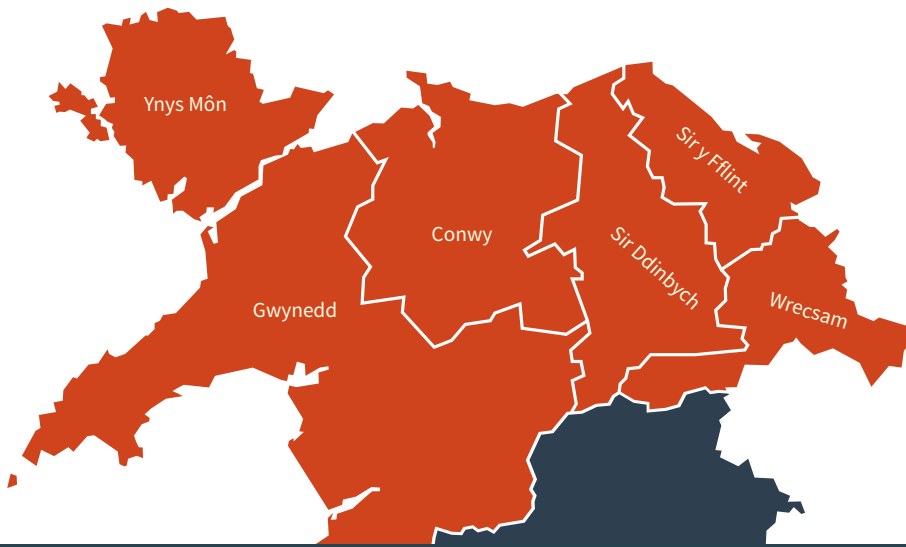 Ynys Môn
Sir y Fflint
Conwy
Sir Ddinbych
Gwynedd
Wrecsam